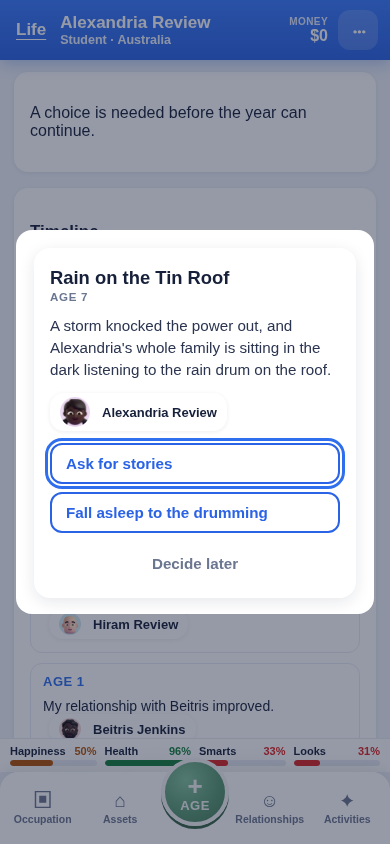 Life
Alexandria Review
Student · Australia
MONEY
$0
A choice is needed before the year can
continue.
Timeline
Rain on the Tin Roof
AGE 7
A storm knocked the power out, and
Alexandria's whole family is sitting in the
dark listening to the rain drum on the roof.
Alexandria Review
Ask for stories
Fall asleep to the drumming
Decide later
Hiram Review
AGE 1
My relationship with Beitris improved.
Beitris Jenkins
Happiness 50% Health 96% Smarts 33% Looks 31%
+
AGE
Occupation Assets Relationships Activities